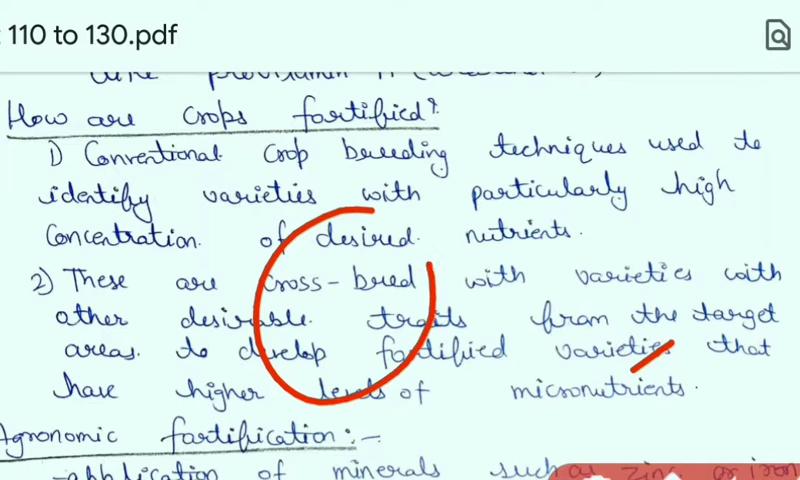 110 to 130.pdf
How are crops fortified?
1) Conventional crop breeding techniques used to
identify varieties with particularly high
concentration of desired nutrients.
2) These are cross-bred with varieties with
other desirable traits from the target
areas to develop fortified varieties that
have higher levels of micronutrients.
Agronomic fortification:-
-application of minerals such as zinc or iron